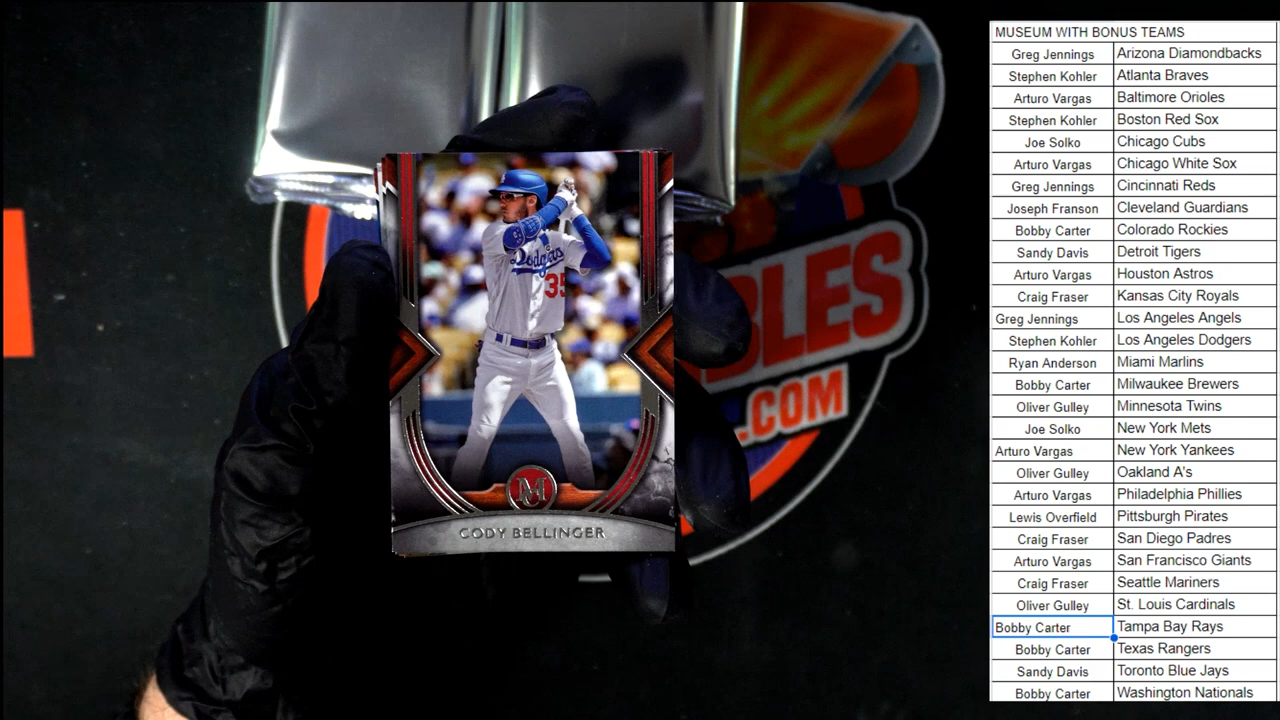 Dodgers
35
M
CODY BELLINGER
BLES
.COM
MUSEUM WITH BONUS TEAMS
Greg Jennings Arizona Diamondbacks
Stephen Kohler Atlanta Braves
Arturo Vargas Baltimore Orioles
Stephen Kohler Boston Red Sox
Joe Solko Chicago Cubs
Arturo Vargas Chicago White Sox
Greg Jennings Cincinnati Reds
Joseph Franson Cleveland Guardians
Bobby Carter Colorado Rockies
Sandy Davis Detroit Tigers
Arturo Vargas Houston Astros
Craig Fraser Kansas City Royals
Greg Jennings Los Angeles Angels
Stephen Kohler Los Angeles Dodgers
Ryan Anderson Miami Marlins
Bobby Carter Milwaukee Brewers
Oliver Gulley Minnesota Twins
Joe Solko New York Mets
Arturo Vargas New York Yankees
Oliver Gulley Oakland A's
Arturo Vargas Philadelphia Phillies
Lewis Overfield Pittsburgh Pirates
Craig Fraser San Diego Padres
Arturo Vargas San Francisco Giants
Craig Fraser Seattle Mariners
Oliver Gulley St. Louis Cardinals
Bobby Carter Tampa Bay Rays
Bobby Carter Texas Rangers
Sandy Davis Toronto Blue Jays
Bobby Carter Washington Nationals